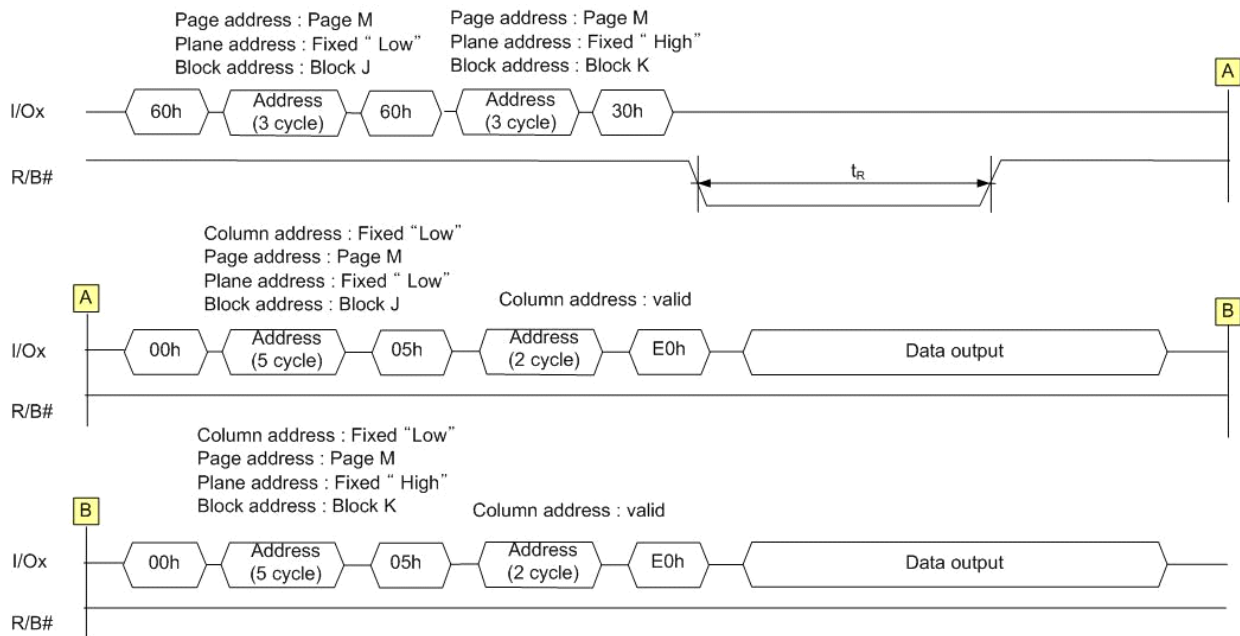 Page address : Page M
Plane address : Fixed “ Low”
Block address : Block J
Page address : Page M
Plane address : Fixed “ High”
Block address : Block K
A
I/Ox
60h
Address
(3 cycle)
60h
Address
(3 cycle)
30h
R/B#
tR
Column address : Fixed “Low”
Page address : Page M
Plane address : Fixed “ Low”
Block address : Block J
Column address : valid
A
B
I/Ox
00h
Address
(5 cycle)
05h
Address
(2 cycle)
E0h
Data output
R/B#
Column address : Fixed “Low”
Page address : Page M
Plane address : Fixed “ High”
Block address : Block K
Column address : valid
B
I/Ox
00h
Address
(5 cycle)
05h
Address
(2 cycle)
E0h
Data output
R/B#